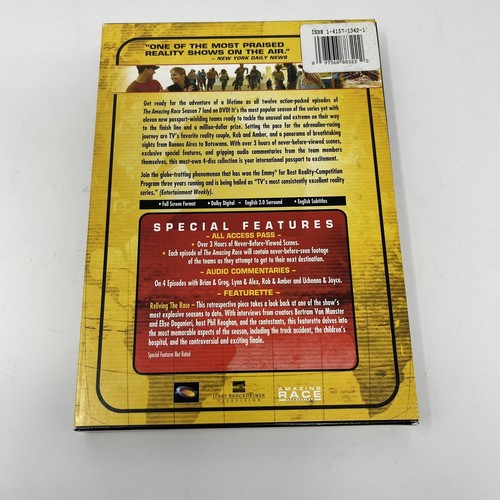 ISBN 1-4157-1342-1
"ONE OF THE MOST PRAISED
REALITY SHOWS ON THE AIR."
– NEW YORK DAILY NEWS
Get ready for the adventure of a lifetime as all twelve action-packed episodes of
The Amazing Race Season 7 land on DVD! It's the most popular season of the series yet with
eleven new passport-wielding teams ready to tackle the unusual and extreme on their way
to the finish line and a million-dollar prize. Setting the pace for the adrenaline-racing
journey are TV's favorite reality couple, Rob and Amber, and a panorama of breathtaking
sights from Buenos Aires to Botswana. With over 3 hours of never-before-viewed scenes,
exclusive special features, and gripping audio commentaries from the team members
themselves, this must-own 4-disc collection is your international passport to excitement.
Join the globe-trotting phenomenon that has won the Emmy® for Best Reality-Competition
Program three years running and is being hailed as "TV's most consistently excellent reality
series." (Entertainment Weekly).
• Full Screen Format • Dolby Digital – English 2.0 Surround • English Subtitles
SPECIAL FEATURES
– ALL ACCESS PASS –
• Over 3 Hours of Never-Before-Viewed Scenes.
• Each episode of The Amazing Race will contain never-before-seen footage
of the teams as they attempt to get to their next destination.
– AUDIO COMMENTARIES –
On 4 Episodes with Brian & Greg, Lynn & Alex, Rob & Amber and Uchenna & Joyce.
– FEATURETTE –
Reliving The Race – This retrospective piece takes a look back at one of the show's
most explosive seasons to date. With interviews from creators Bertram Van Munster
and Elise Doganieri, host Phil Keoghan, and the contestants, this featurette delves into
the most memorable aspects of the season, including the truck accident, the children's
hospital, and the controversial and exciting finale.
Special Features Not Rated
JERRY BRUCKHEIMER
TELEVISION
AMAZING
RACE